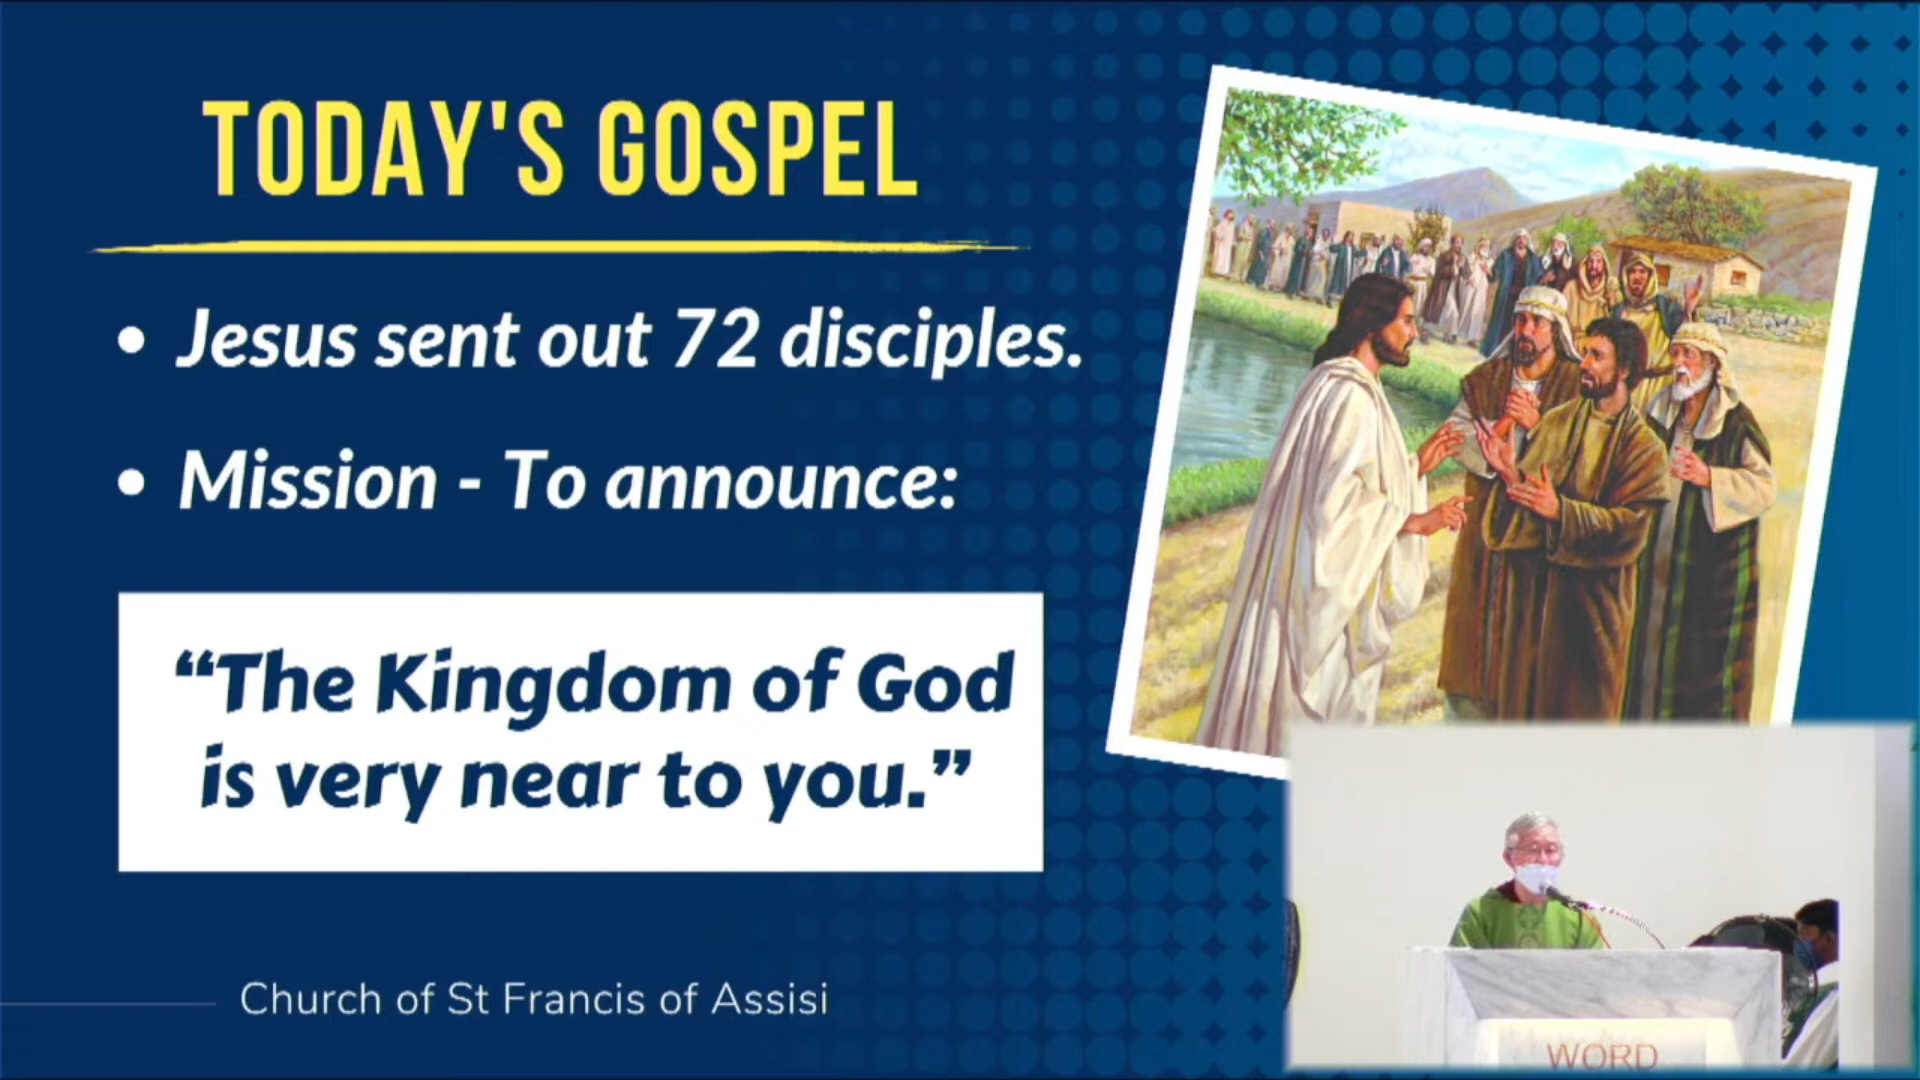 TODAY'S GOSPEL
• Jesus sent out 72 disciples.
• Mission - To announce:
“The Kingdom of God
is very near to you.”
Church of St Francis of Assisi
WORD